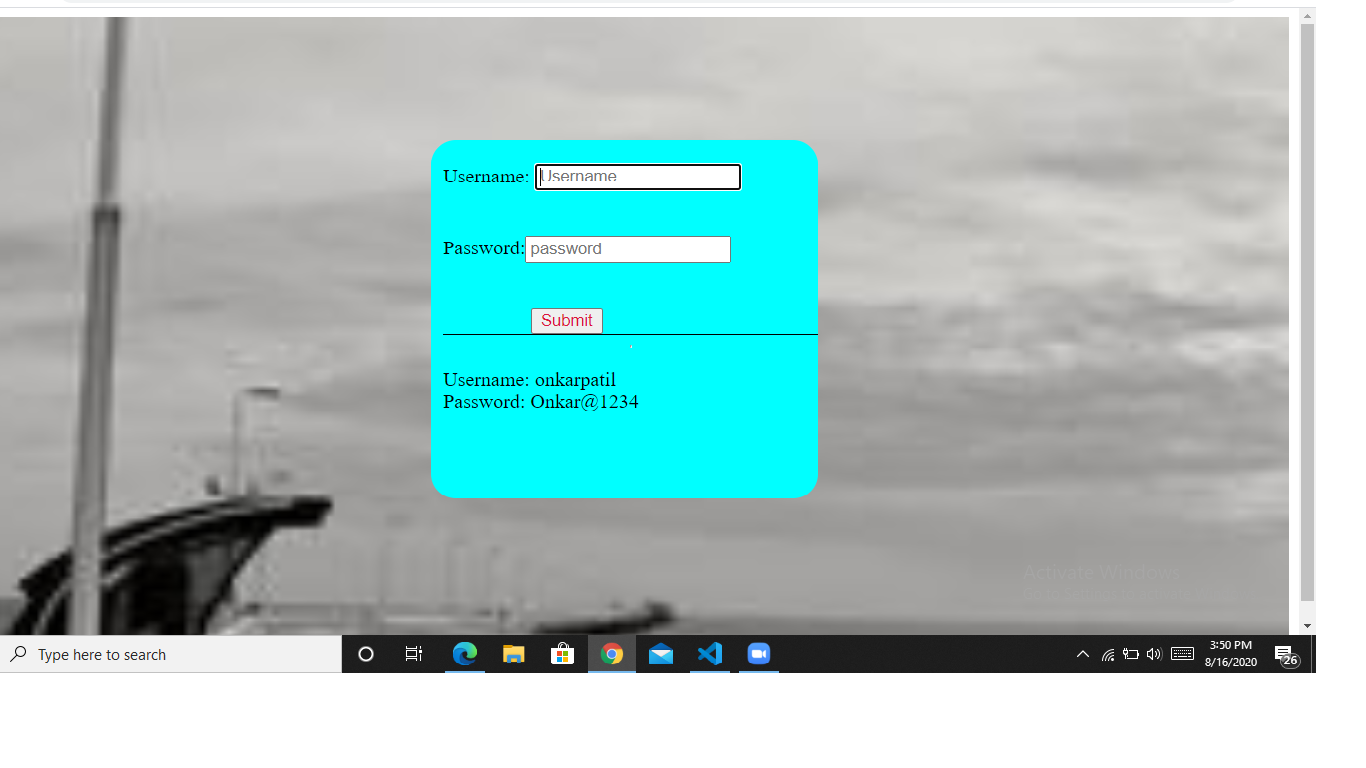 Username: Username
Password: password
Submit
Username: onkarpatil
Password: Onkar@1234
Activate Windows
Type here to search
3:50 PM
8/16/2020
26